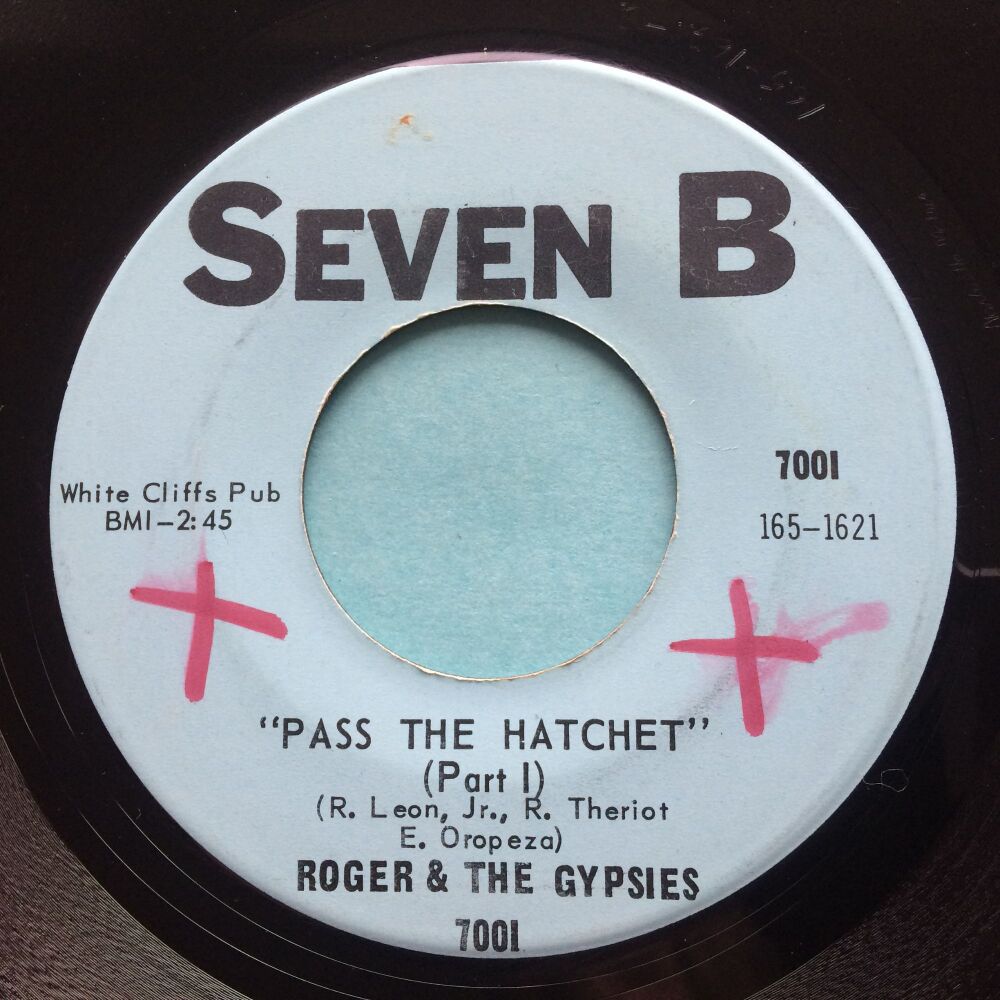 SEVEN B
7001
165-1621
White Cliffs Pub
BMI-2:45
"PASS THE HATCHET"
(Part I)
(R. Leon, Jr., R. Theriot
E. Oropeza)
ROGER & THE GYPSIES
7001